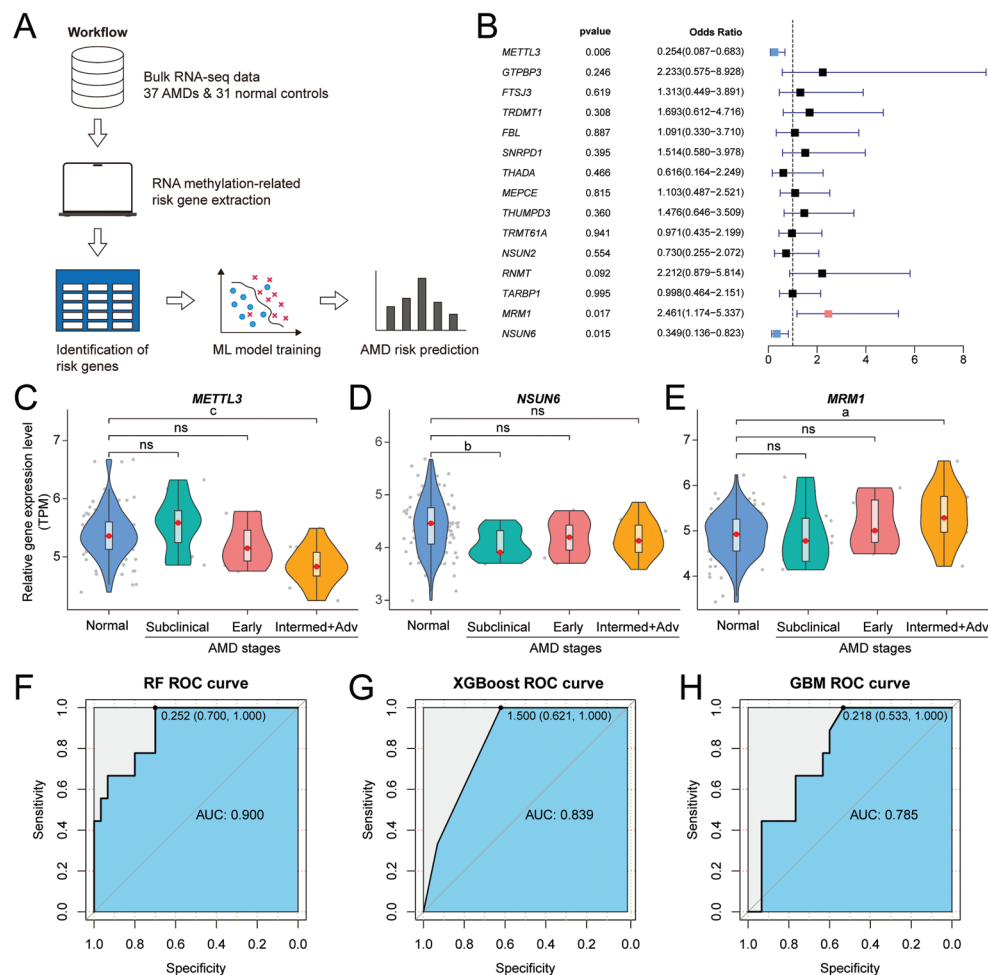 A
Workflow
Bulk RNA-seq data
37 AMDs & 31 normal controls
RNA methylation-related
risk gene extraction
Identification of
risk genes
ML model training
AMD risk prediction
B
pvalue Odds Ratio
METTL3 0.006 0.254(0.087−0.683)
GTPBP3 0.246 2.233(0.575−8.928)
FTSJ3 0.619 1.313(0.449−3.891)
TRDMT1 0.308 1.693(0.612−4.716)
FBL 0.887 1.091(0.330−3.710)
SNRPD1 0.395 1.514(0.580−3.978)
THADA 0.466 0.616(0.164−2.249)
MEPCE 0.815 1.103(0.487−2.521)
THUMPD3 0.360 1.476(0.646−3.509)
TRMT61A 0.941 0.971(0.435−2.199)
NSUN2 0.554 0.730(0.255−2.072)
RNMT 0.092 2.212(0.879−5.814)
TARBP1 0.995 0.998(0.464−2.151)
MRM1 0.017 2.461(1.174−5.337)
NSUN6 0.015 0.349(0.136−0.823)
0 2 4 6 8
C
METTL3
c
ns
ns
Relative gene expression level
(TPM)
7
6
5
Normal Subclinical Early Intermed+Adv
AMD stages
D
NSUN6
ns
ns
b
6
5
4
3
Normal Subclinical Early Intermed+Adv
AMD stages
E
MRM1
a
ns
ns
7
6
5
4
Normal Subclinical Early Intermed+Adv
AMD stages
F
RF ROC curve
0.252 (0.700, 1.000)
AUC: 0.900
Sensitivity
1.0
0.8
0.6
0.4
0.2
0.0
1.0 0.8 0.6 0.4 0.2 0.0
Specificity
G
XGBoost ROC curve
1.500 (0.621, 1.000)
AUC: 0.839
Sensitivity
1.0
0.8
0.6
0.4
0.2
0.0
1.0 0.8 0.6 0.4 0.2 0.0
Specificity
H
GBM ROC curve
0.218 (0.533, 1.000)
AUC: 0.785
Sensitivity
1.0
0.8
0.6
0.4
0.2
0.0
1.0 0.8 0.6 0.4 0.2 0.0
Specificity